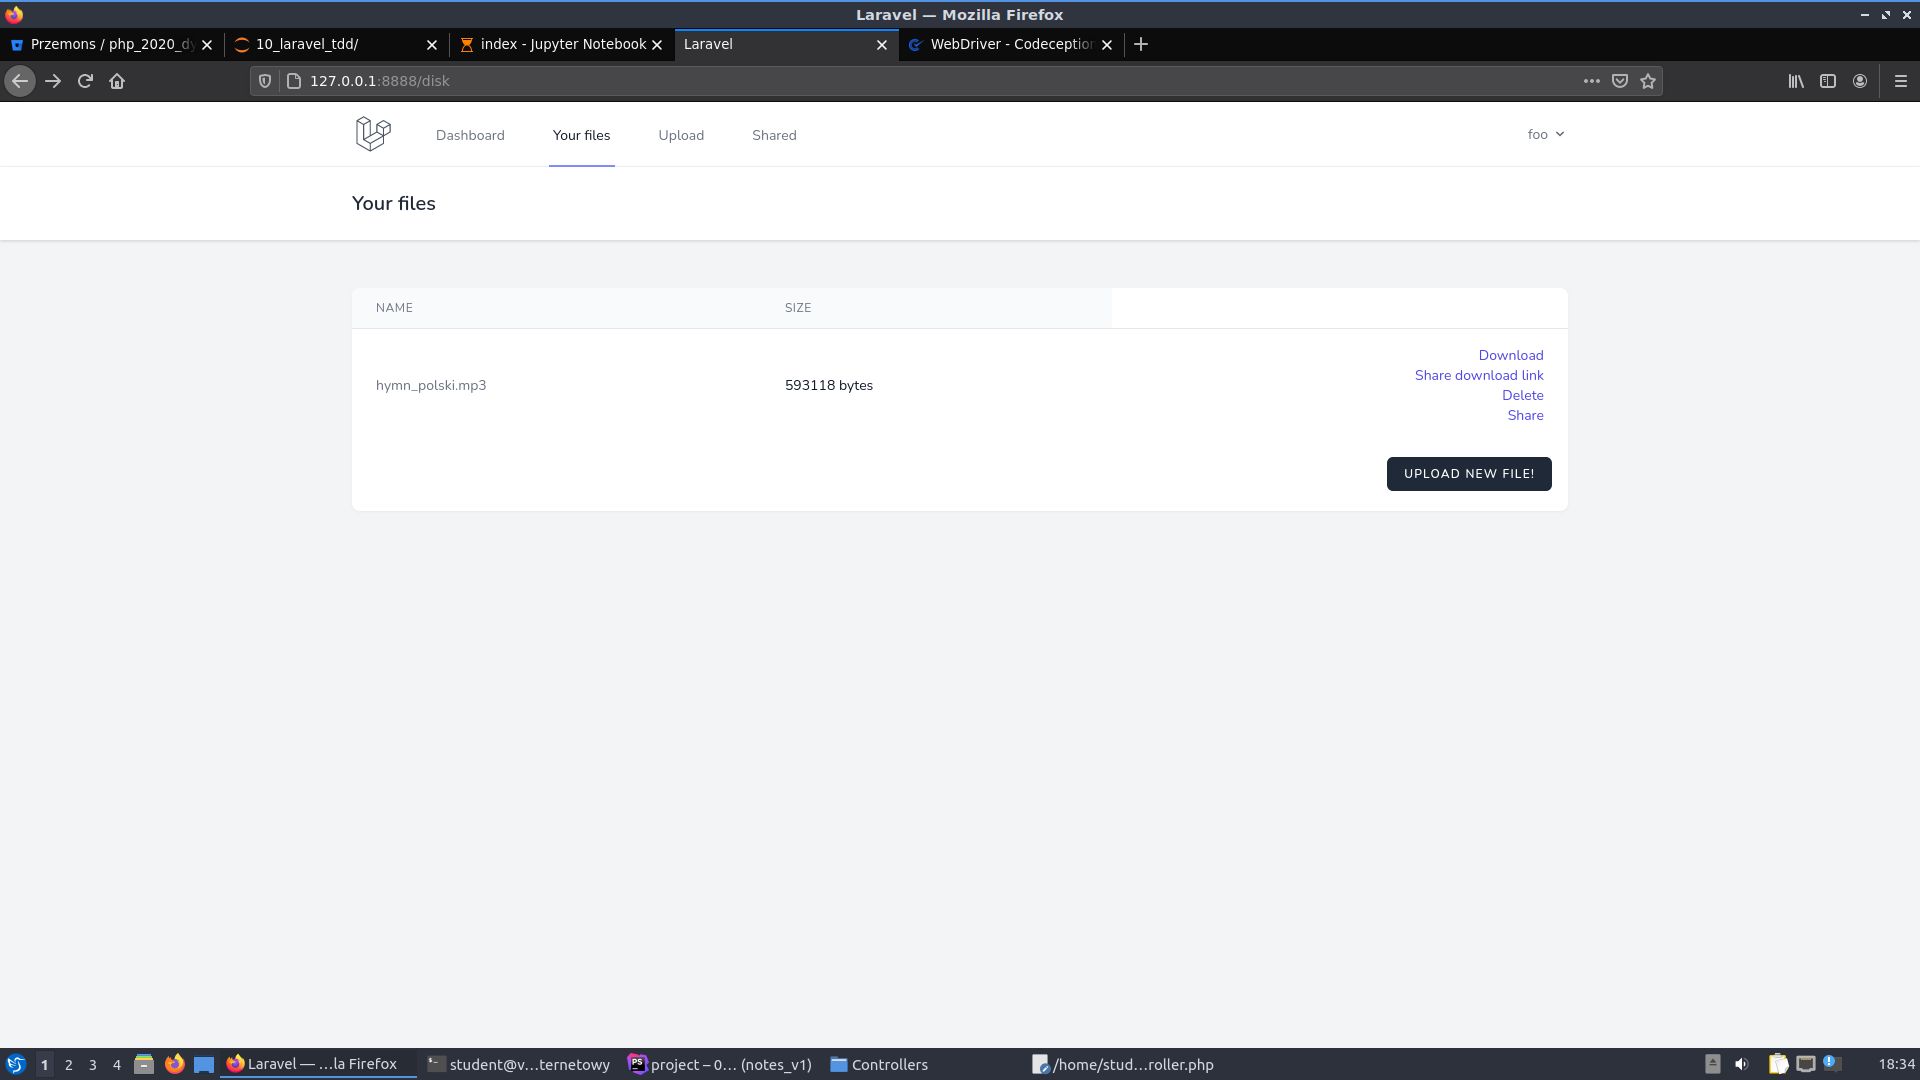 Laravel — Mozilla Firefox
Przemons / php_2020_dy
10_laravel_tdd/
index - Jupyter Notebook
Laravel
WebDriver - Codeception
127.0.0.1:8888/disk
Dashboard
Your files
Upload
Shared
foo
Your files
NAME
SIZE
Download
Share download link
hymn_polski.mp3
593118 bytes
Delete
Share
UPLOAD NEW FILE!
1
2
3
4
Laravel — ...la Firefox
student@v...ternetowy
project – 0... (notes_v1)
Controllers
/home/stud...roller.php
18:34